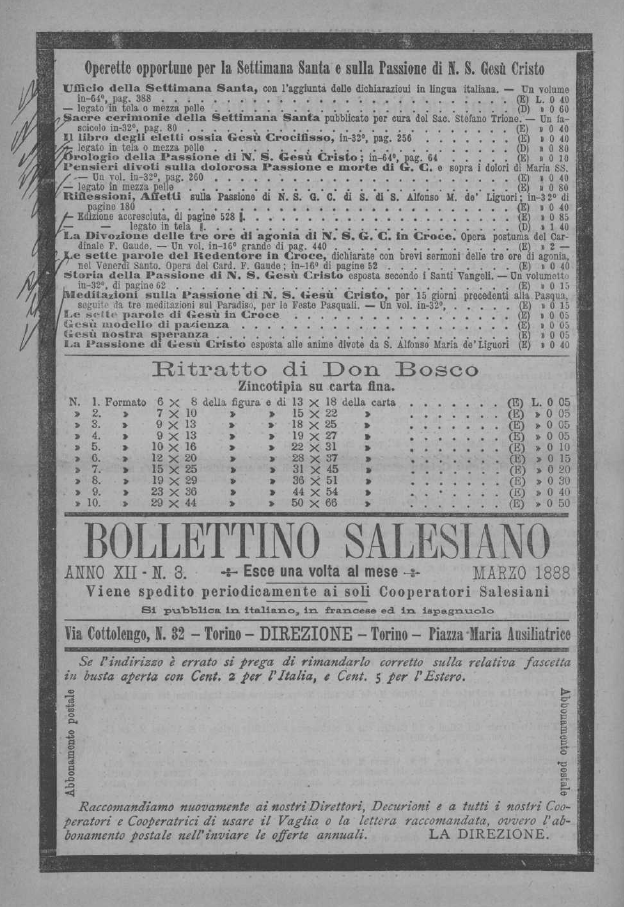 Operette opportune per la Settimana Santa e sulla Passione di N. S. Gesù Cristo
Ufficio della Settimana Santa, con l'aggiunta delle dichiarazioni in lingua italiana. — Un volume
in-64º, pag. 388 . . . (E) L. 0 40
— legato in tela o mezza pelle . . . (D) » 0 60
Sacre cerimonie della Settimana Santa pubblicato per cura del Sac. Stefano Trione. — Un fa-
scicolo in-32º, pag. 80 . . . (E) » 0 40
Il libro degli eletti ossia Gesù Crocifisso, in-32º, pag. 256 . . . (E) » 0 40
— legato in tela o mezza pelle . . . (D) » 0 80
Orologio della Passione di N. S. Gesù Cristo; in-64º, pag. 64 . . . (E) » 0 10
Pensieri divoti sulla dolorosa Passione e morte di G. C. e sopra i dolori di Maria SS.
— Un vol. in-32º, pag. 260 . . . (E) » 0 40
— legato in mezza pelle . . . (E) » 0 80
Riflessioni, Affetti sulla Passione di N. S. G. C. di S. di S. Alfonso M. de' Liguori; in-32º di
pagine 180 . . . (E) » 0 40
— Edizione accresciuta, di pagine 528 . . . (E) » 0 85
— — legato in tela . . . (D) » 1 40
La Divozione delle tre ore di agonia di N. S. G. C. in Croce. Opera postuma del Car-
dinale F. Gaude. — Un vol. in-16º grande di pag. 440 . . . (E) » 2 —
Le sette parole del Redentore in Croce, dichiarate con brevi sermoni delle tre ore di agonia,
nel Venerdì Santo. Opera del Card. F. Gaude; in-16º di pagine 52 . . . (E) » 0 40
Storia della Passione di N. S. Gesù Cristo esposta secondo i Santi Vangeli. — Un volumetto
in-32º, di pagine 62 . . . (E) » 0 15
Meditazioni sulla Passione di N. S. Gesù Cristo, per 15 giorni precedenti alla Pasqua,
seguite da tre meditazioni sul Paradiso, per le Feste Pasquali. — Un vol. in-32º, . . . (E) » 0 15
Le sette parole di Gesù in Croce . . . (E) » 0 05
Gesù modello di pazienza . . . (E) » 0 05
Gesù nostra speranza . . . (E) » 0 05
La Passione di Gesù Cristo esposta alle anime divote da S. Alfonso Maria de' Liguori (E) » 0 40
Ritratto di Don Bosco
Zincotipia su carta fina.
N. 1. Formato 6 × 8 della figura e di 13 × 18 della carta . . . (E) L. 0 05
» 2. » 7 × 10 » » 15 × 22 » . . . (E) » 0 05
» 3. » 9 × 13 » » 18 × 25 » . . . (E) » 0 05
» 4. » 9 × 13 » » 19 × 27 » . . . (E) » 0 05
» 5. » 10 × 16 » » 22 × 31 » . . . (E) » 0 10
» 6. » 12 × 20 » » 28 × 37 » . . . (E) » 0 15
» 7. » 15 × 25 » » 31 × 45 » . . . (E) » 0 20
» 8. » 19 × 29 » » 36 × 51 » . . . (E) » 0 30
» 9. » 23 × 36 » » 44 × 54 » . . . (E) » 0 40
» 10. » 29 × 44 » » 50 × 66 » . . . (E) » 0 50
BOLLETTINO SALESIANO
ANNO XII - N. 3. Esce una volta al mese MARZO 1888
Viene spedito periodicamente ai soli Cooperatori Salesiani
Si pubblica in italiano, in francese ed in ispagnuolo
Via Cottolengo, N. 32 — Torino — DIREZIONE — Torino — Piazza Maria Ausiliatrice
Se l'indirizzo è errato si prega di rimandarlo corretto sulla relativa fascetta
in busta aperta con Cent. 2 per l'Italia, e Cent. 5 per l'Estero.
Abbonamento postale
Abbonamento postale
Raccomandiamo nuovamente ai nostri Direttori, Decurioni e a tutti i nostri Coo-
peratori e Cooperatrici di usare il Vaglia o la lettera raccomandata, ovvero l'ab-
bonamento postale nell'inviare le offerte annuali. LA DIREZIONE.